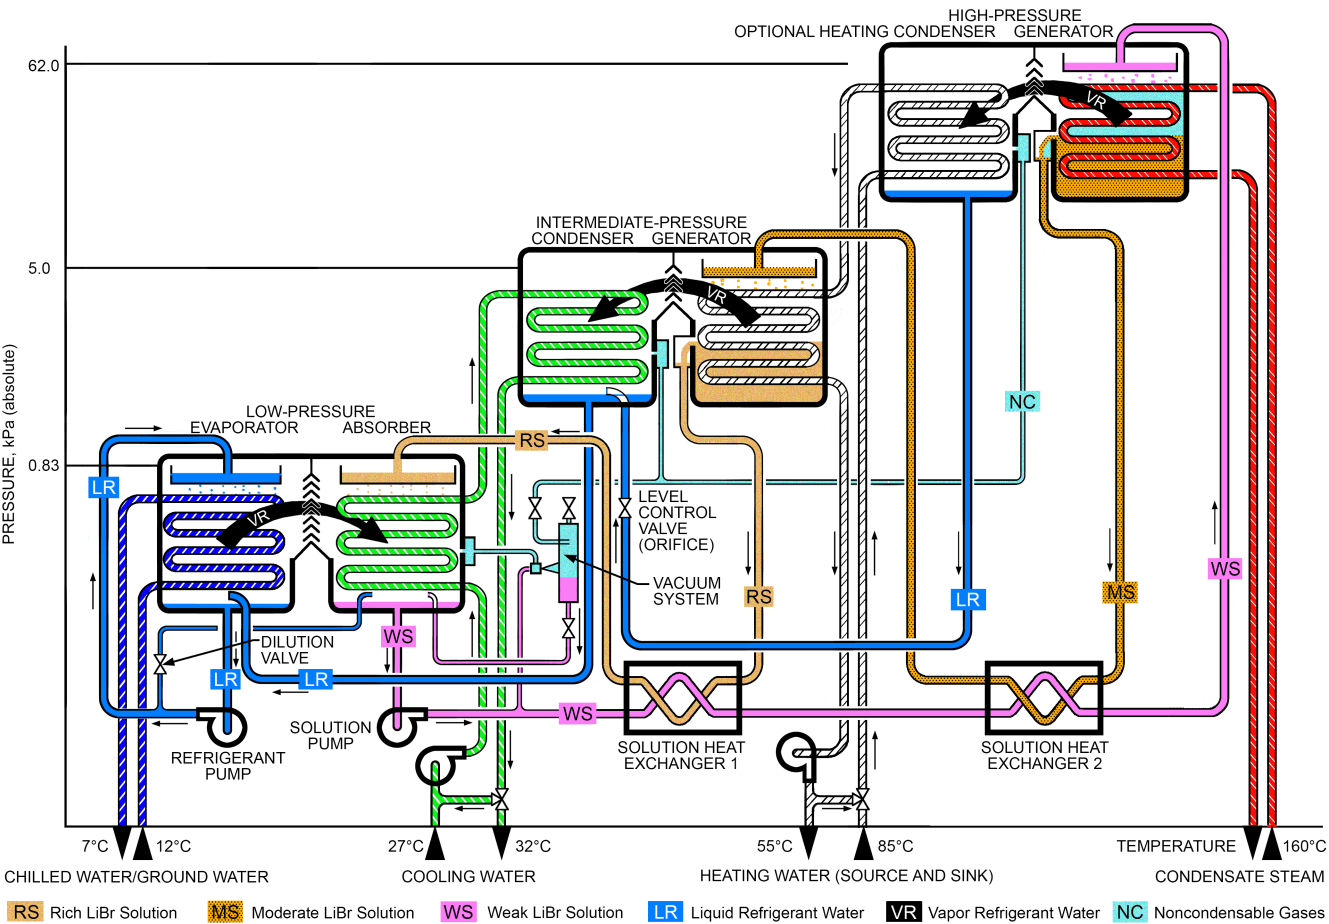 HIGH-PRESSURE
OPTIONAL HEATING CONDENSER GENERATOR
62.0
VR
INTERMEDIATE-PRESSURE
CONDENSER GENERATOR
5.0
VR
PRESSURE, kPa (absolute)
NC
LOW-PRESSURE
EVAPORATOR ABSORBER
RS
0.83
LR
VR
LEVEL
CONTROL
VALVE
(ORIFICE)
VACUUM
SYSTEM
WS
RS
LR
MS
WS
DILUTION
VALVE
LR
LR
WS
SOLUTION
PUMP
REFRIGERANT
PUMP
SOLUTION HEAT
EXCHANGER 1
SOLUTION HEAT
EXCHANGER 2
7°C 12°C 27°C 32°C 55°C 85°C TEMPERATURE 160°C
CHILLED WATER/GROUND WATER COOLING WATER HEATING WATER (SOURCE AND SINK) CONDENSATE STEAM
RS Rich LiBr Solution MS Moderate LiBr Solution WS Weak LiBr Solution LR Liquid Refrigerant Water VR Vapor Refrigerant Water NC Noncondensable Gases